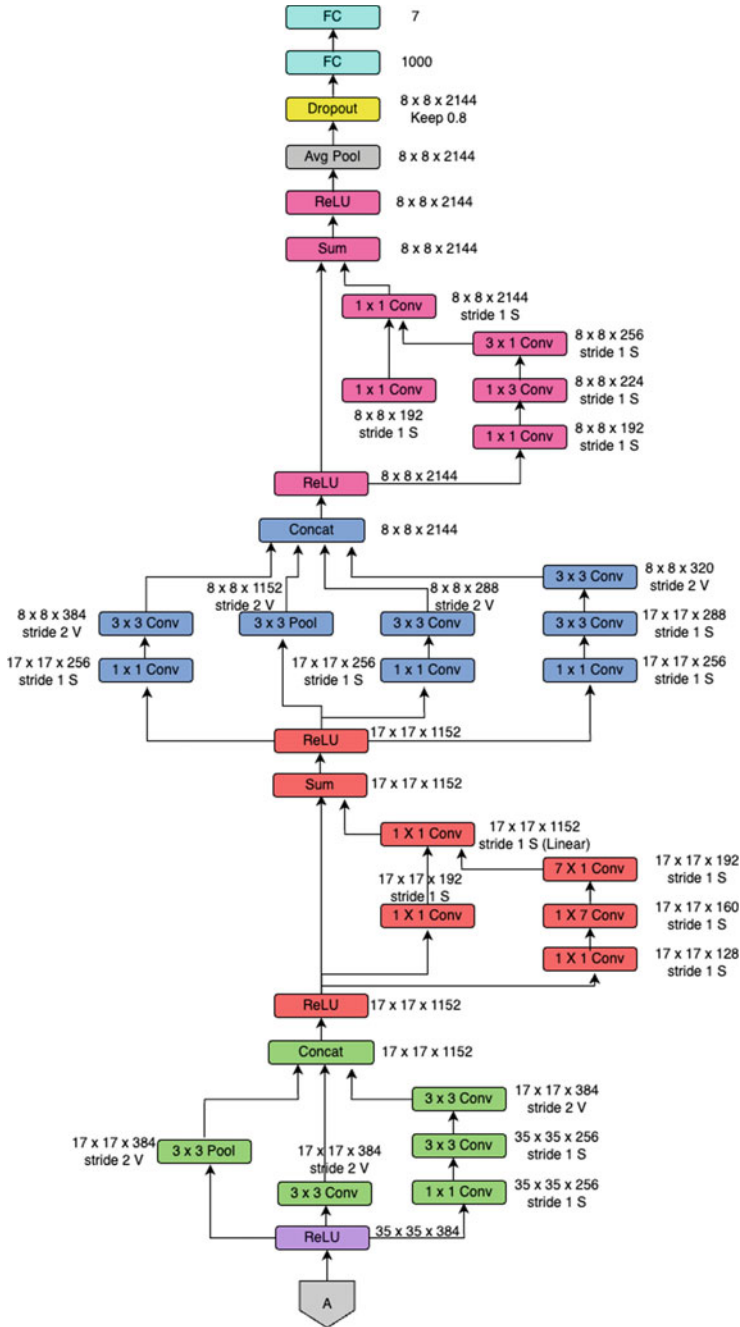 FC 7
FC 1000
Dropout 8 x 8 x 2144
Keep 0.8
Avg Pool 8 x 8 x 2144
ReLU 8 x 8 x 2144
Sum 8 x 8 x 2144
1 x 1 Conv 8 x 8 x 2144
stride 1 S
3 x 1 Conv 8 x 8 x 256
stride 1 S
1 x 1 Conv 1 x 3 Conv 8 x 8 x 224
stride 1 S
8 x 8 x 192
stride 1 S
1 x 1 Conv 8 x 8 x 192
stride 1 S
ReLU 8 x 8 x 2144
Concat 8 x 8 x 2144
3 x 3 Conv 8 x 8 x 320
stride 2 V
8 x 8 x 1152
stride 2 V
8 x 8 x 288
stride 2 V
8 x 8 x 384
stride 2 V
3 x 3 Conv 3 x 3 Pool 3 x 3 Conv 3 x 3 Conv 17 x 17 x 288
stride 1 S
17 x 17 x 256
stride 1 S
1 x 1 Conv 17 x 17 x 256
stride 1 S
1 x 1 Conv 1 x 1 Conv 17 x 17 x 256
stride 1 S
ReLU 17 x 17 x 1152
Sum 17 x 17 x 1152
1 X 1 Conv 17 x 17 x 1152
stride 1 S (Linear)
7 X 1 Conv 17 x 17 x 192
stride 1 S
17 x 17 x 192
stride 1 S
1 X 1 Conv 1 X 7 Conv 17 x 17 x 160
stride 1 S
1 X 1 Conv 17 x 17 x 128
stride 1 S
ReLU 17 x 17 x 1152
Concat 17 x 17 x 1152
3 x 3 Conv 17 x 17 x 384
stride 2 V
17 x 17 x 384
stride 2 V
3 x 3 Pool 17 x 17 x 384
stride 2 V
3 x 3 Conv 35 x 35 x 256
stride 1 S
3 x 3 Conv 1 x 1 Conv 35 x 35 x 256
stride 1 S
ReLU 35 x 35 x 384
A